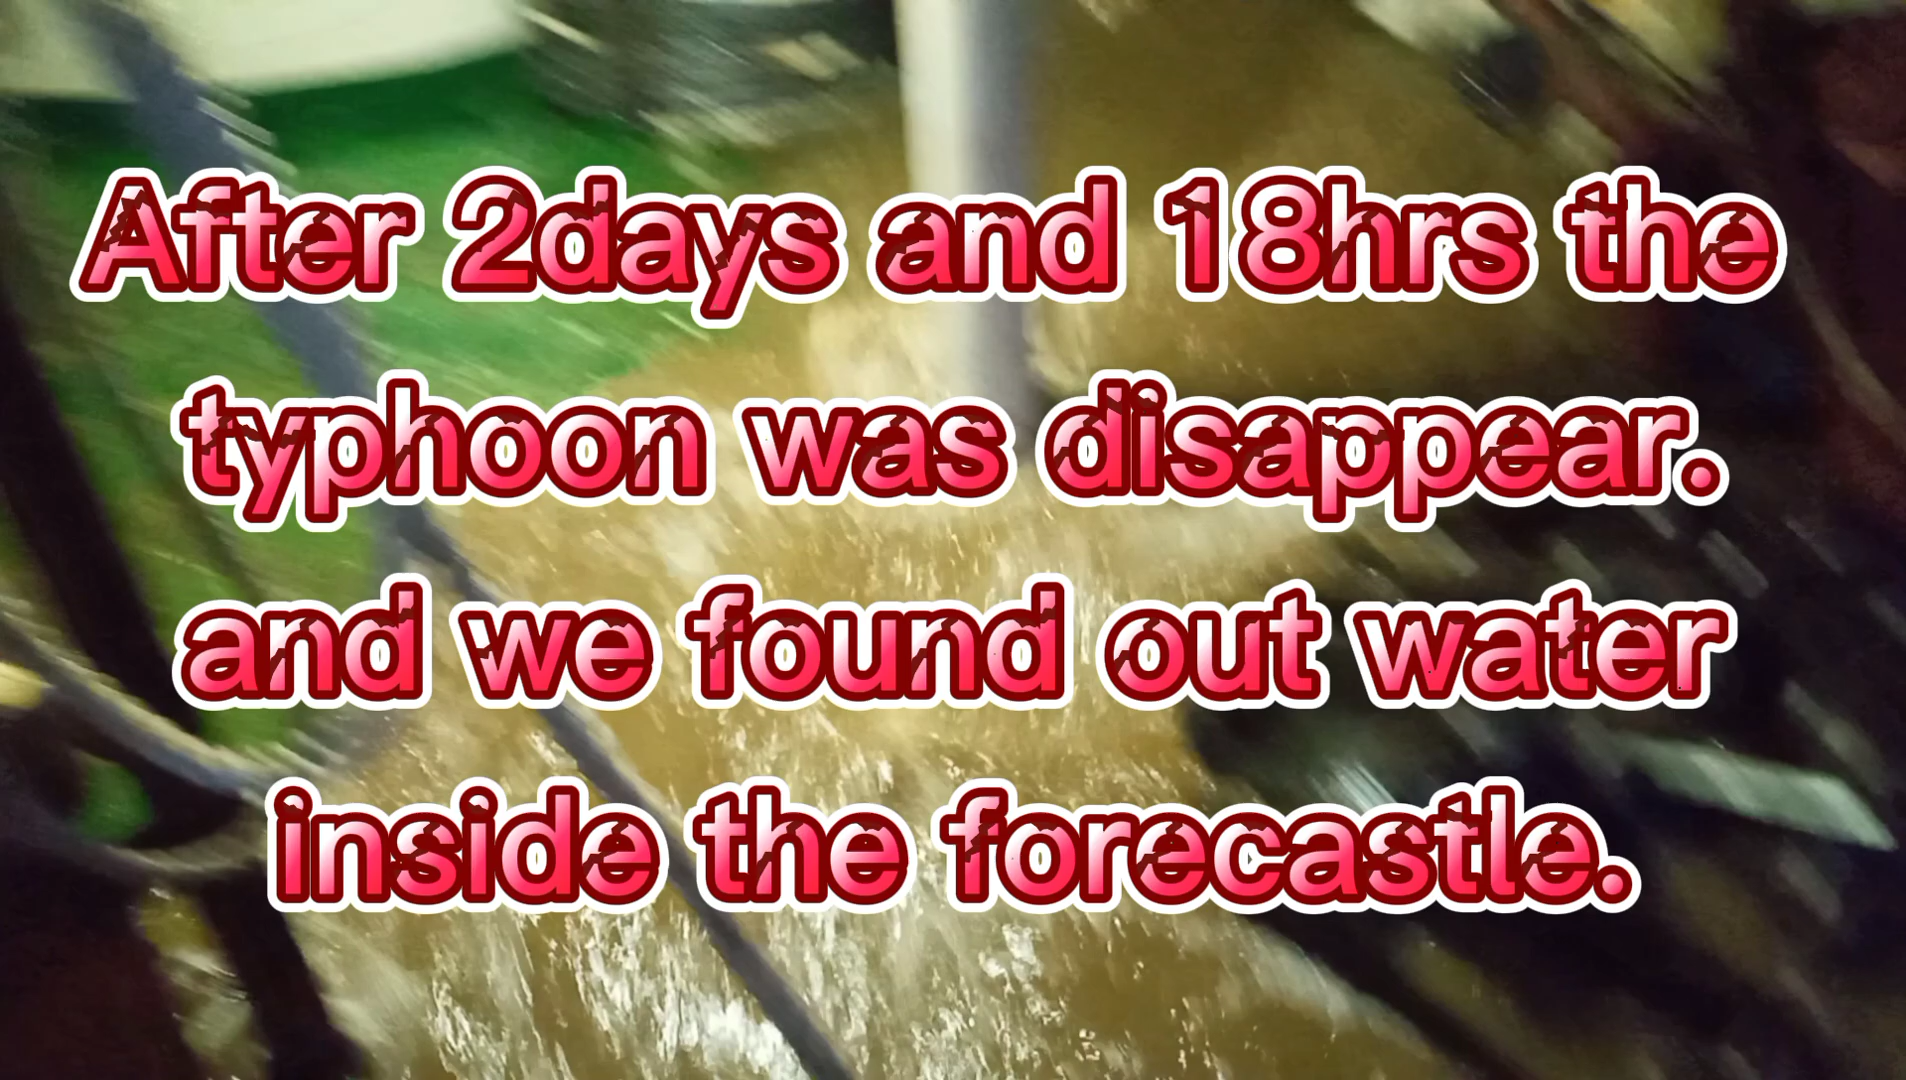 After 2days and 18hrs the
typhoon was disappear.
and we found out water
inside the forecastle.